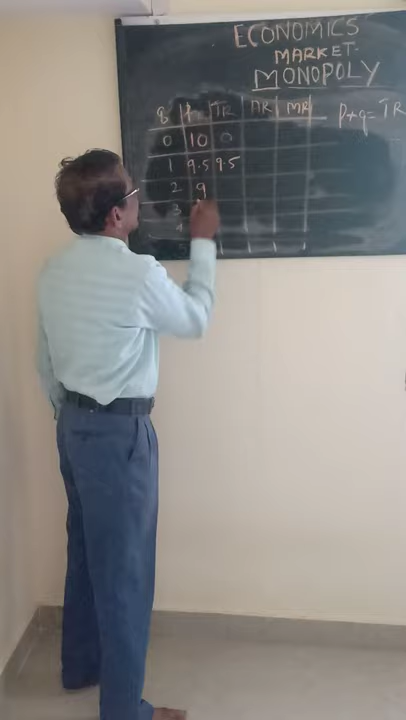 ECONOMICS
MARKET.
MONOPOLY
q P TR AR MR P+q=TR
0 10 0
1 9.5 9.5
2 9
3
4